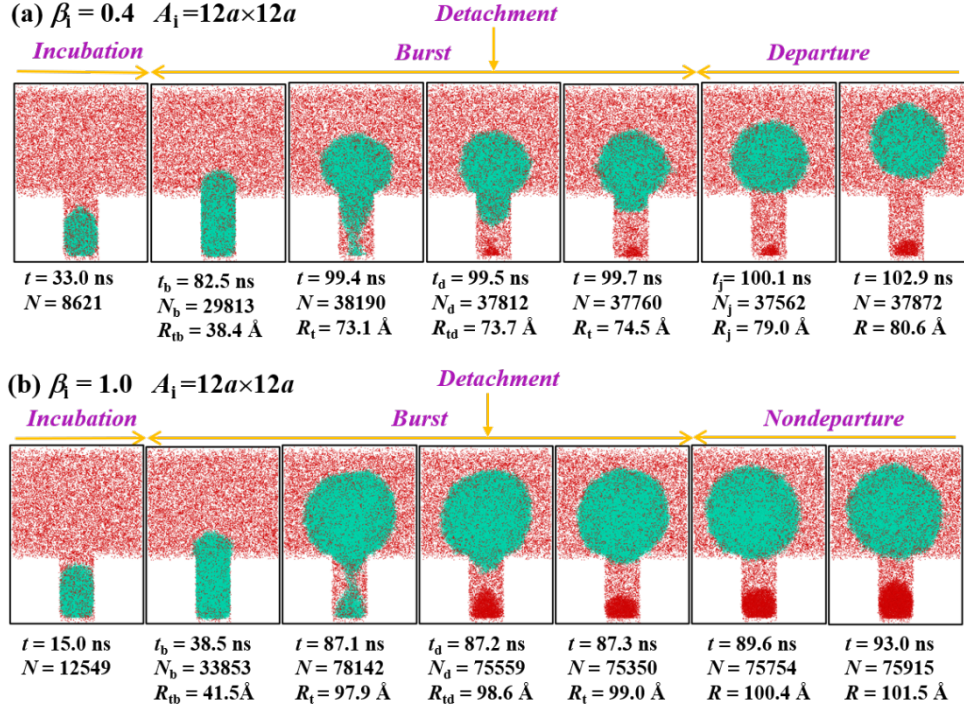 (a) βi = 0.4 Ai =12a×12a
Detachment
Incubation Burst Departure
t = 33.0 ns tb = 82.5 ns t = 99.4 ns td = 99.5 ns t = 99.7 ns tj= 100.1 ns t = 102.9 ns
N = 8621 Nb = 29813 N = 38190 Nd = 37812 N = 37760 Nj = 37562 N = 37872
Rtb = 38.4 Å Rt = 73.1 Å Rtd = 73.7 Å Rt = 74.5 Å Rj = 79.0 Å R = 80.6 Å
(b) βi = 1.0 Ai =12a×12a
Detachment
Incubation Burst Nondeparture
t = 15.0 ns tb = 38.5 ns t = 87.1 ns td = 87.2 ns t = 87.3 ns t = 89.6 ns t = 93.0 ns
N = 12549 Nb = 33853 N = 78142 Nd = 75559 N = 75350 N = 75754 N = 75915
Rtb = 41.5Å Rt = 97.9 Å Rtd = 98.6 Å Rt = 99.0 Å R = 100.4 Å R = 101.5 Å